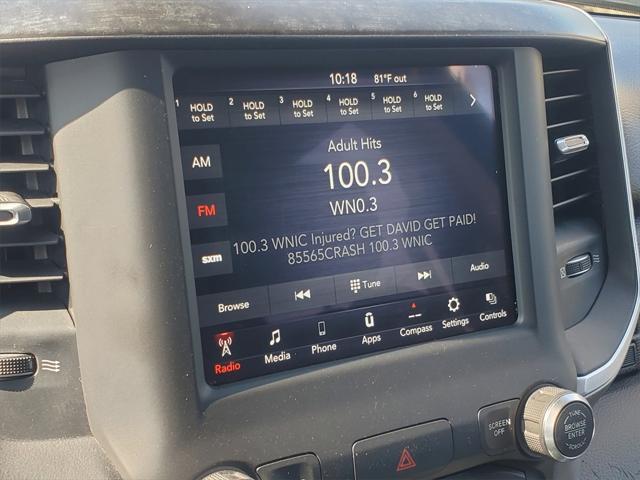 10:18 81°F out
1 HOLD to Set 2 HOLD to Set 3 HOLD to Set 4 HOLD to Set 5 HOLD to Set 6 HOLD to Set
Adult Hits
AM
100.3
FM
WN0.3
100.3 WNIC Injured? GET DAVID GET PAID!
sxm
85565CRASH 100.3 WNIC
Browse Tune Audio
Radio Media Phone Apps Compass Settings Controls
SCREEN
OFF
TUNE
BROWSE
ENTER
SCROLL